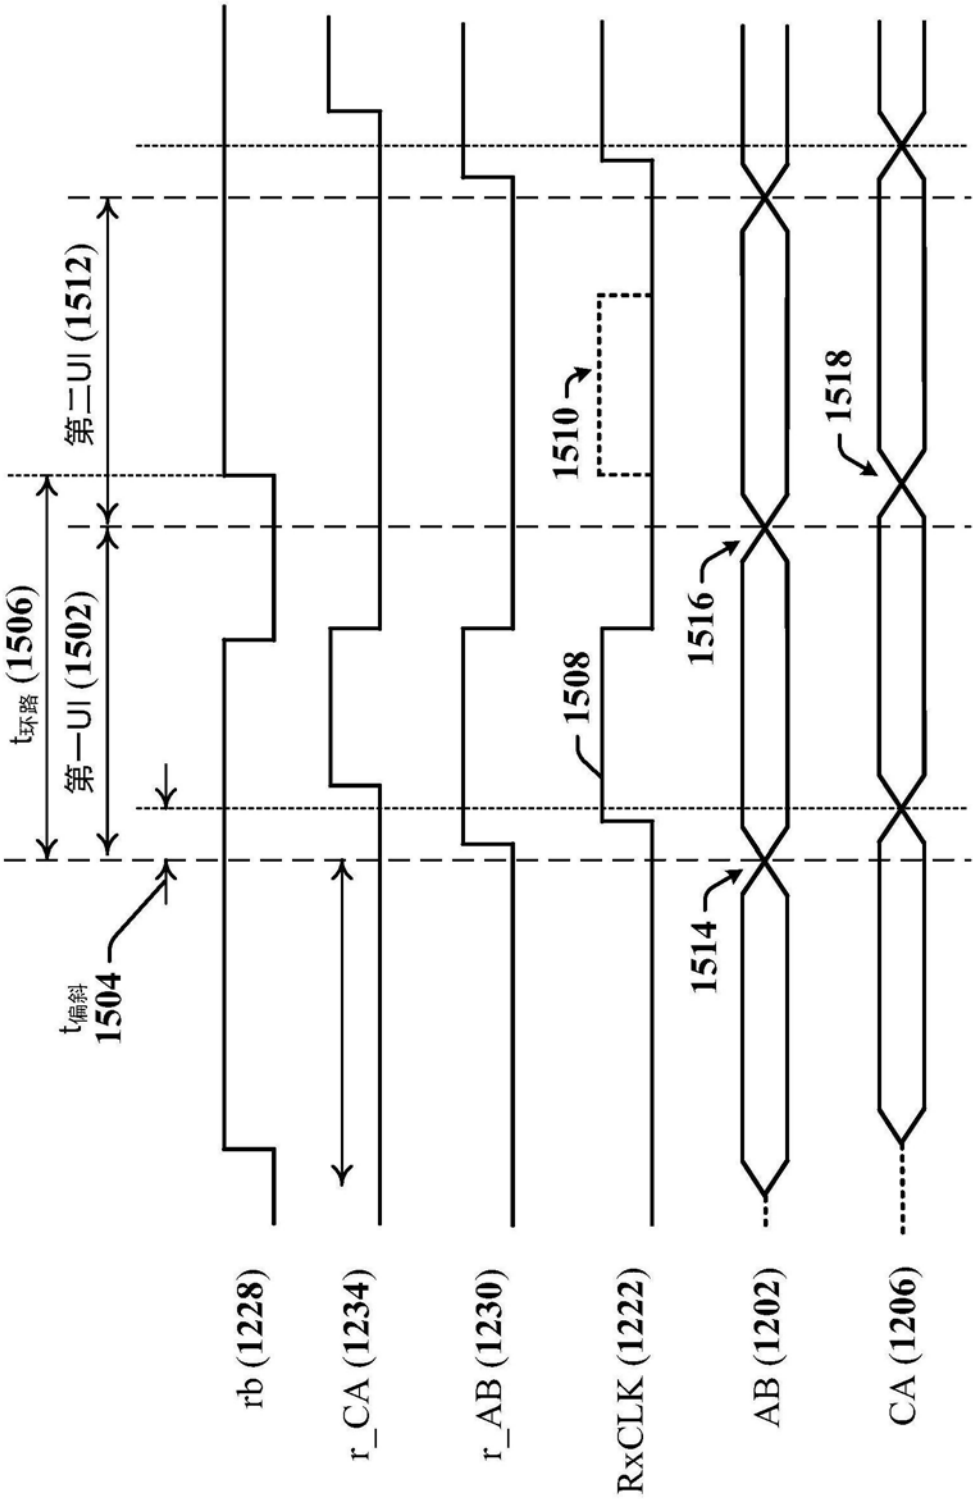 t环路 (1506)
第一UI (1502)
第二UI (1512)
t偏斜
1504
rb (1228)
r_CA (1234)
r_AB (1230)
RxCLK (1222)
1508
1510
AB (1202)
1514
1516
CA (1206)
1518